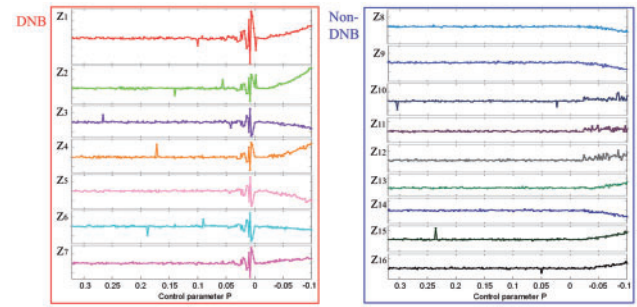 DNB
Z1
Z2
Z3
Z4
Z5
Z6
Z7
0.3 0.25 0.2 0.15 0.1 0.05 0 -0.05 -0.1
Control parameter P
Non-
DNB
Z8
Z9
Z10
Z11
Z12
Z13
Z14
Z15
Z16
0.3 0.25 0.2 0.15 0.1 0.05 0 -0.05 -0.1
Control parameter P